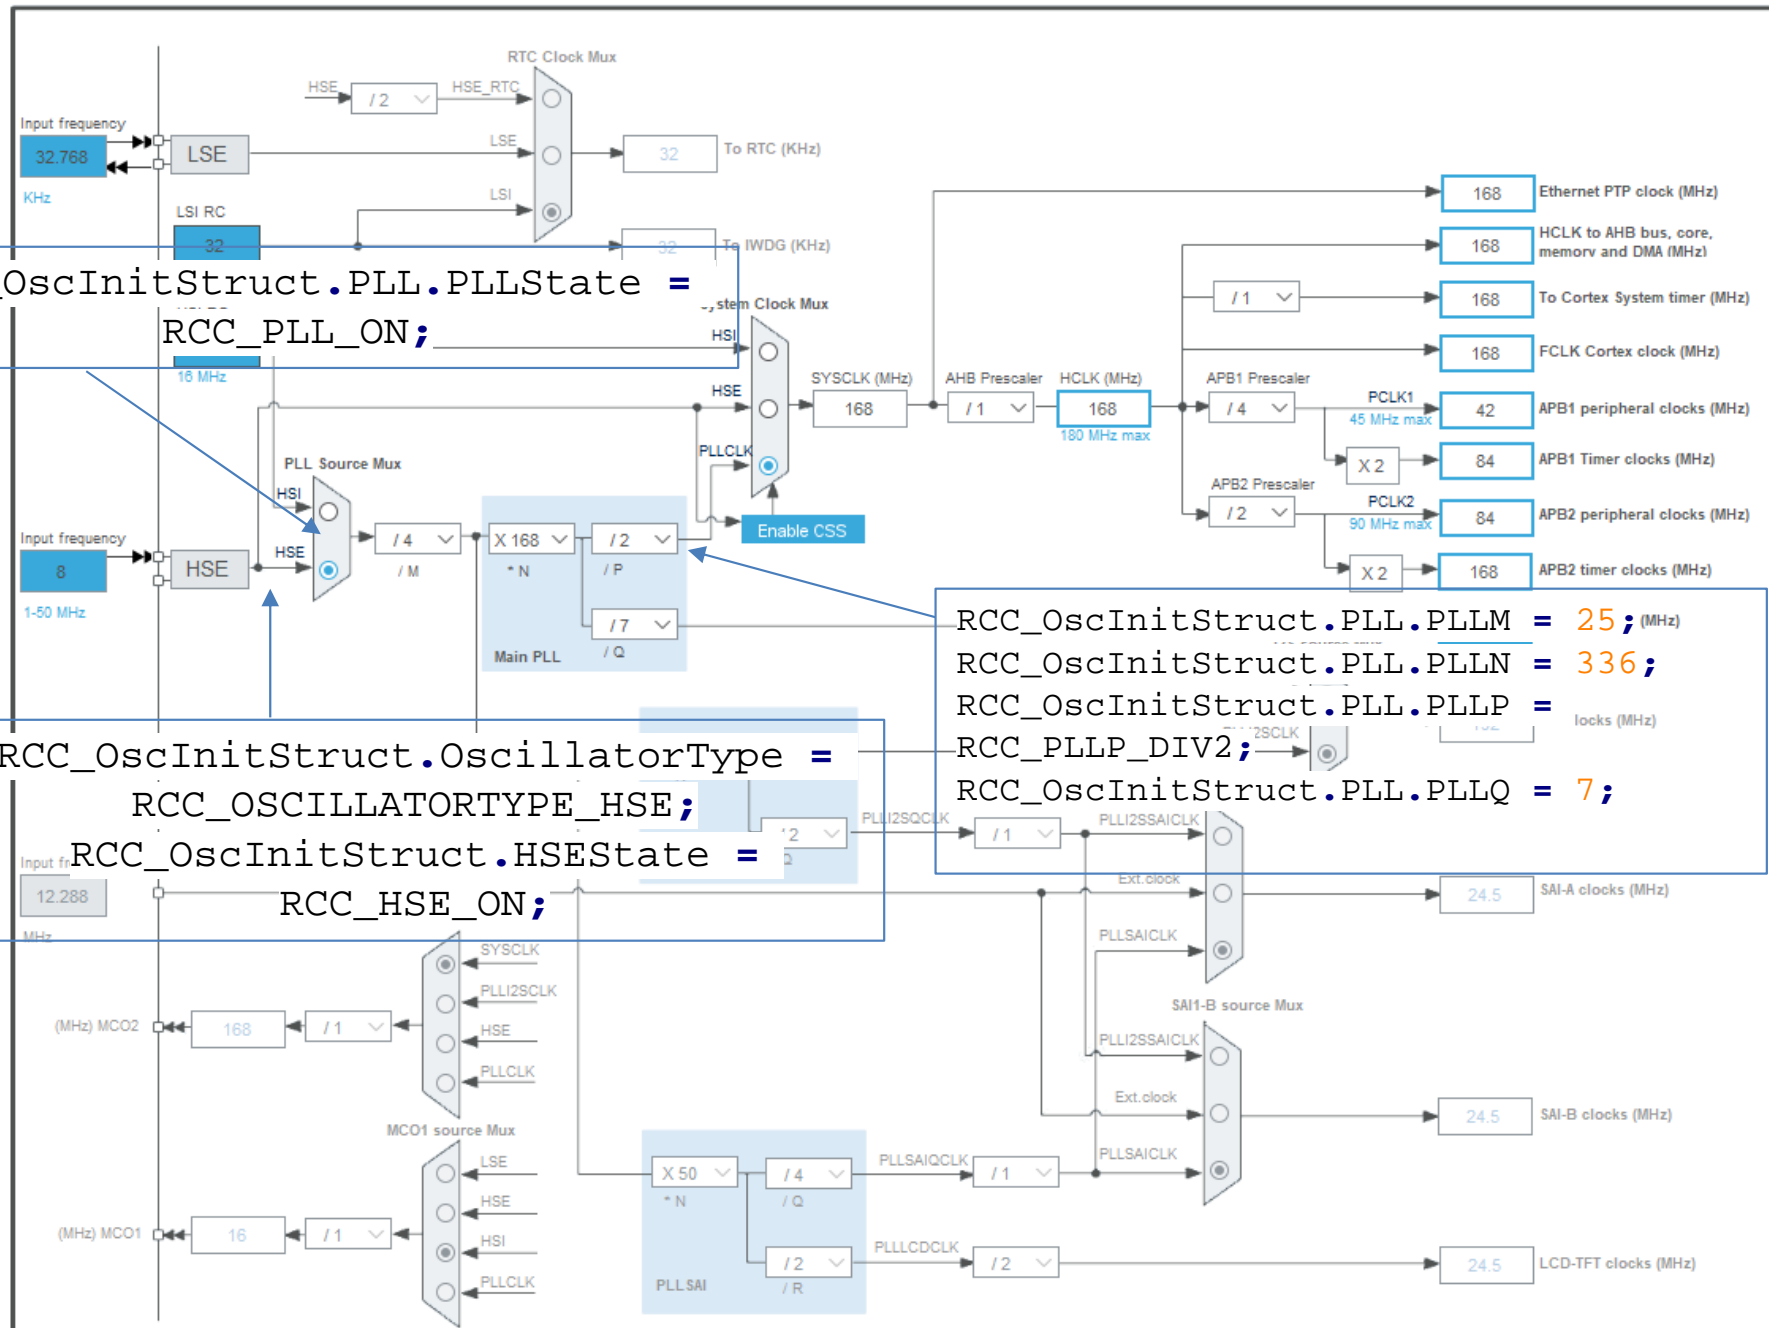 RTC Clock Mux
HSE
/ 2
HSE_RTC
Input frequency
32.768
LSE
LSE
32
To RTC (KHz)
KHz
LSI RC
LSI
32
32
To IWDG (KHz)
168
Ethernet PTP clock (MHz)
168
HCLK to AHB bus, core,
memory and DMA (MHz)
_OscInitStruct.PLL.PLLState =
RCC_PLL_ON;
System Clock Mux
/ 1
168
To Cortex System timer (MHz)
HSI
168
FCLK Cortex clock (MHz)
16 MHz
HSE
SYSCLK (MHz)
168
AHB Prescaler
/ 1
HCLK (MHz)
168
180 MHz max
APB1 Prescaler
/ 4
PCLK1
45 MHz max
42
APB1 peripheral clocks (MHz)
PLLCLK
X 2
84
APB1 Timer clocks (MHz)
PLL Source Mux
HSI
APB2 Prescaler
/ 2
PCLK2
90 MHz max
84
APB2 peripheral clocks (MHz)
Enable CSS
X 2
168
APB2 timer clocks (MHz)
Input frequency
8
1-50 MHz
HSE
HSE
/ 4
/ M
X 168
* N
/ 2
/ P
/ 7
/ Q
Main PLL
RCC_OscInitStruct.PLL.PLLM = 25;
(MHz)
RCC_OscInitStruct.PLL.PLLN = 336;
RCC_OscInitStruct.PLL.PLLP =
RCC_PLLP_DIV2;
RCC_OscInitStruct.PLL.PLLQ = 7;
locks (MHz)
RCC_OscInitStruct.OscillatorType =
RCC_OSCILLATORTYPE_HSE;
RCC_OscInitStruct.HSEState =
RCC_HSE_ON;
/ 2
PLLI2SQCLK
/ 1
PLLI2SSAICLK
Input
12.288
MHz
Ext.clock
24.5
SAI-A clocks (MHz)
PLLSAICLK
SYSCLK
PLLI2SCLK
HSE
PLLCLK
(MHz) MCO2
168
/ 1
SAI1-B source Mux
PLLI2SSAICLK
Ext.clock
PLLSAICLK
24.5
SAI-B clocks (MHz)
MCO1 source Mux
LSE
HSE
HSI
PLLCLK
(MHz) MCO1
16
/ 1
X 50
* N
/ 4
/ Q
PLLSAIQCLK
/ 1
/ 2
/ R
PLLSAI
PLLLCDCLK
/ 2
24.5
LCD-TFT clocks (MHz)